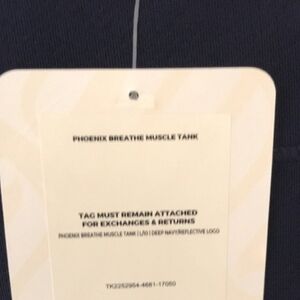 PHOENIX BREATHE MUSCLE TANK
TAG MUST REMAIN ATTACHED
FOR EXCHANGES & RETURNS
PHOENIX BREATHE MUSCLE TANK | L/10 | DEEP NAVY/REFLECTIVE LOGO
TK2252954-4681-17050